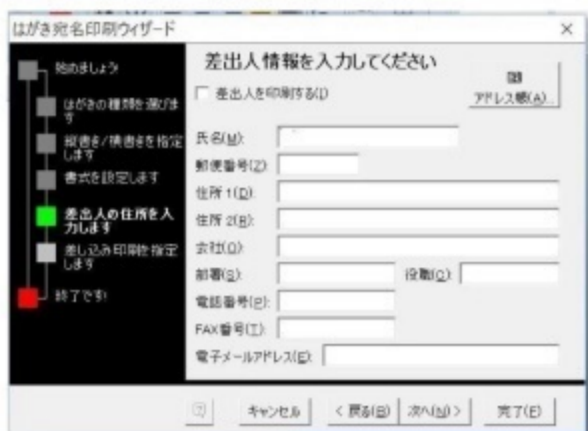 はがき宛名印刷ウィザード
始めましょう!
はがきの種類を選びま
す
縦書き/横書きを指定
します
書式を設定します
差出人の住所を入
力します
差し込み印刷を指定
します
終了です!
差出人情報を入力してください
差出人を印刷する(I)
アドレス帳(A)...
氏名(M):
郵便番号(Z):
住所 1(D):
住所 2(R):
会社(O):
部署(S):
役職(C):
電話番号(P):
FAX番号(T):
電子メールアドレス(E):
キャンセル
< 戻る(B)
次へ(N) >
完了(F)